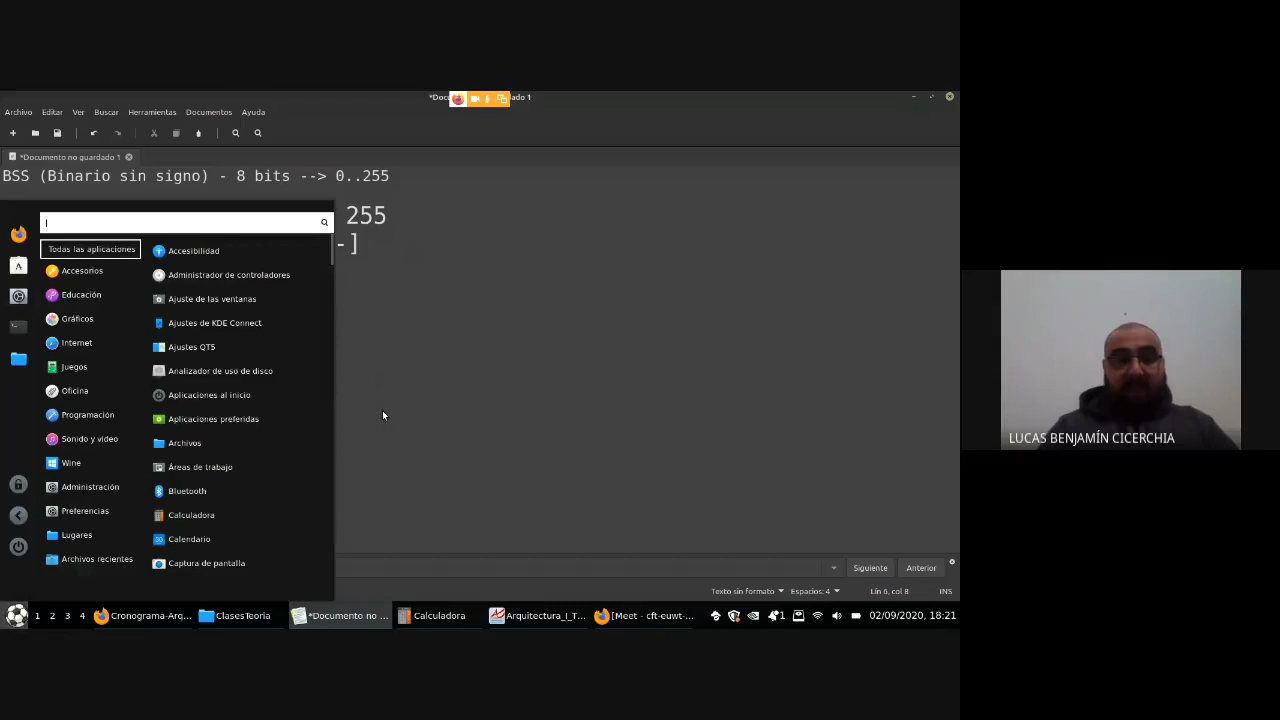 *Docu
ado 1
Archivo Editar Ver Buscar Herramientas Documentos Ayuda
*Documento no guardado 1
BSS (Binario sin signo) - 8 bits --> 0..255
255
-]
Todas las aplicaciones
Accesorios
Educación
Gráficos
Internet
Juegos
Oficina
Programación
Sonido y video
Wine
Administración
Preferencias
Lugares
Archivos recientes
Accesibilidad
Administrador de controladores
Ajuste de las ventanas
Ajustes de KDE Connect
Ajustes QT5
Analizador de uso de disco
Aplicaciones al inicio
Aplicaciones preferidas
Archivos
Áreas de trabajo
Bluetooth
Calculadora
Calendario
Captura de pantalla
LUCAS BENJAMÍN CICERCHIA
Siguiente Anterior
Texto sin formato Espacios: 4 Lín 6, col 8 INS
1 2 3 4 Cronograma-Arq... ClasesTeoría *Documento no ... Calculadora Arquitectura_I_T... [Meet - cft-euwt-... 1 02/09/2020, 18:21